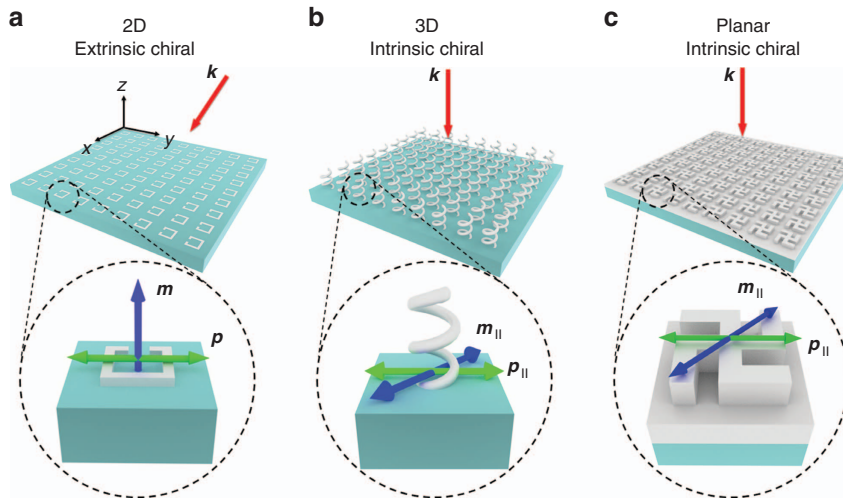 a
2D
Extrinsic chiral
k
z
x
y
m
p
b
3D
Intrinsic chiral
k
m||
p||
c
Planar
Intrinsic chiral
k
m||
p||